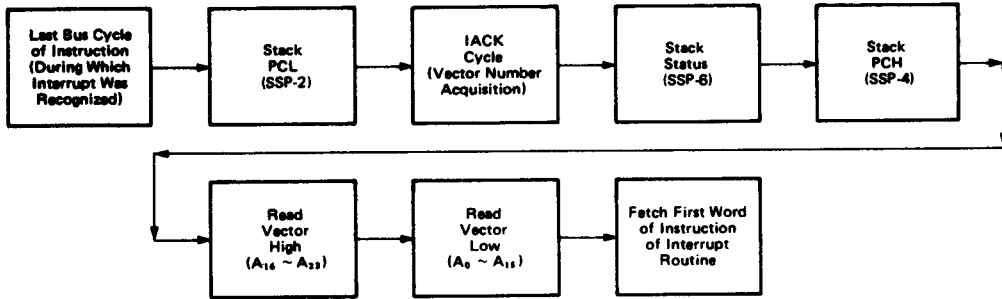 Last Bus Cycle
of Instruction
(During Which
Interrupt Was
Recognized)
Stack
PCL
(SSP-2)
IACK
Cycle
(Vector Number
Acquisition)
Stack
Status
(SSP-6)
Stack
PCH
(SSP-4)
Read
Vector
High
(A₁₆ ~ A₂₃)
Read
Vector
Low
(A₀ ~ A₁₅)
Fetch First Word
of Instruction
of Interrupt
Routine